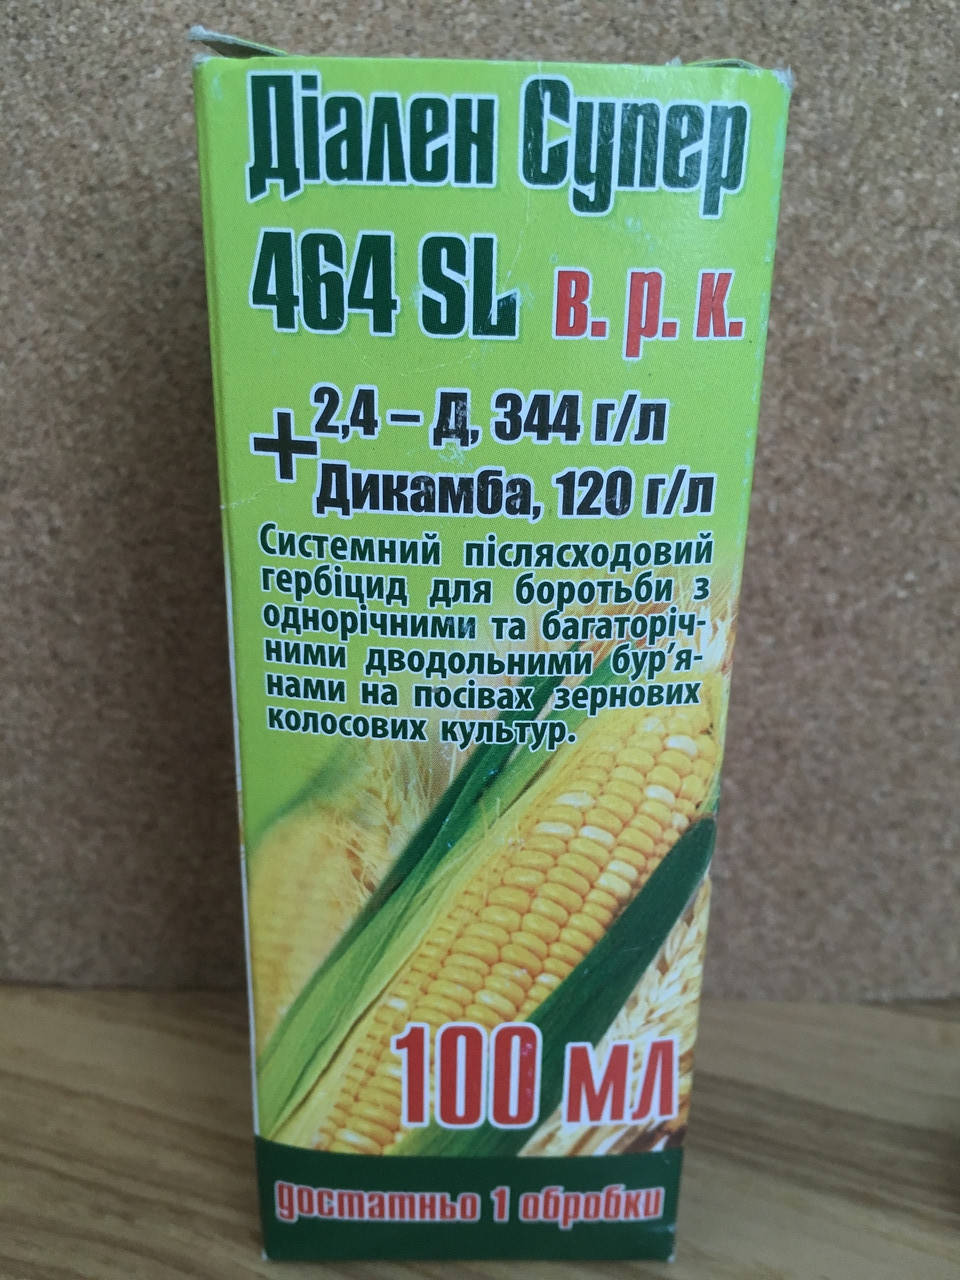 Діален Супер
464 SL в. р. к.
2,4 – Д, 344 г/л
+
Дикамба, 120 г/л
Системний післясходовий
гербіцид для боротьби з
однорічними та багаторіч-
ними дводольними бур'я-
нами на посівах зернових
колосових культур.
100 мл
достатньо 1 обробки